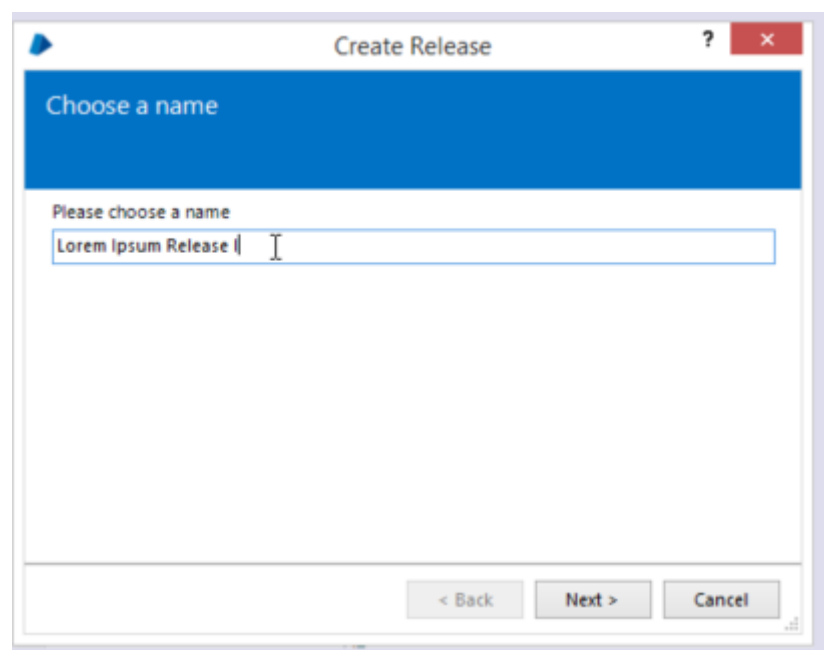 Create Release
?
Choose a name
Please choose a name
Lorem Ipsum Release I
< Back
Next >
Cancel